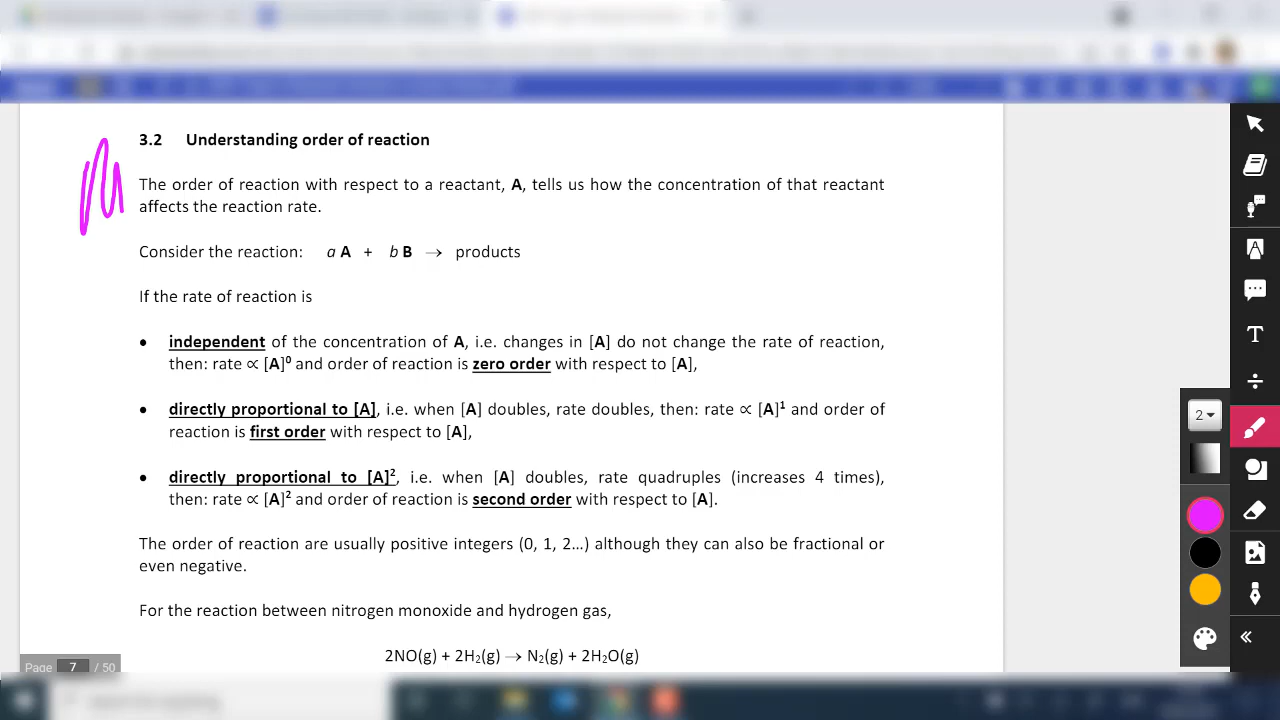 3.2 Understanding order of reaction
The order of reaction with respect to a reactant, A, tells us how the concentration of that reactant
affects the reaction rate.
Consider the reaction: a A + b B → products
If the rate of reaction is
• independent of the concentration of A, i.e. changes in [A] do not change the rate of reaction,
then: rate ∝ [A]⁰ and order of reaction is zero order with respect to [A],
• directly proportional to [A], i.e. when [A] doubles, rate doubles, then: rate ∝ [A]¹ and order of
reaction is first order with respect to [A],
• directly proportional to [A]², i.e. when [A] doubles, rate quadruples (increases 4 times),
then: rate ∝ [A]² and order of reaction is second order with respect to [A].
The order of reaction are usually positive integers (0, 1, 2…) although they can also be fractional or
even negative.
For the reaction between nitrogen monoxide and hydrogen gas,
2NO(g) + 2H₂(g) → N₂(g) + 2H₂O(g)
Page 7 / 50
2